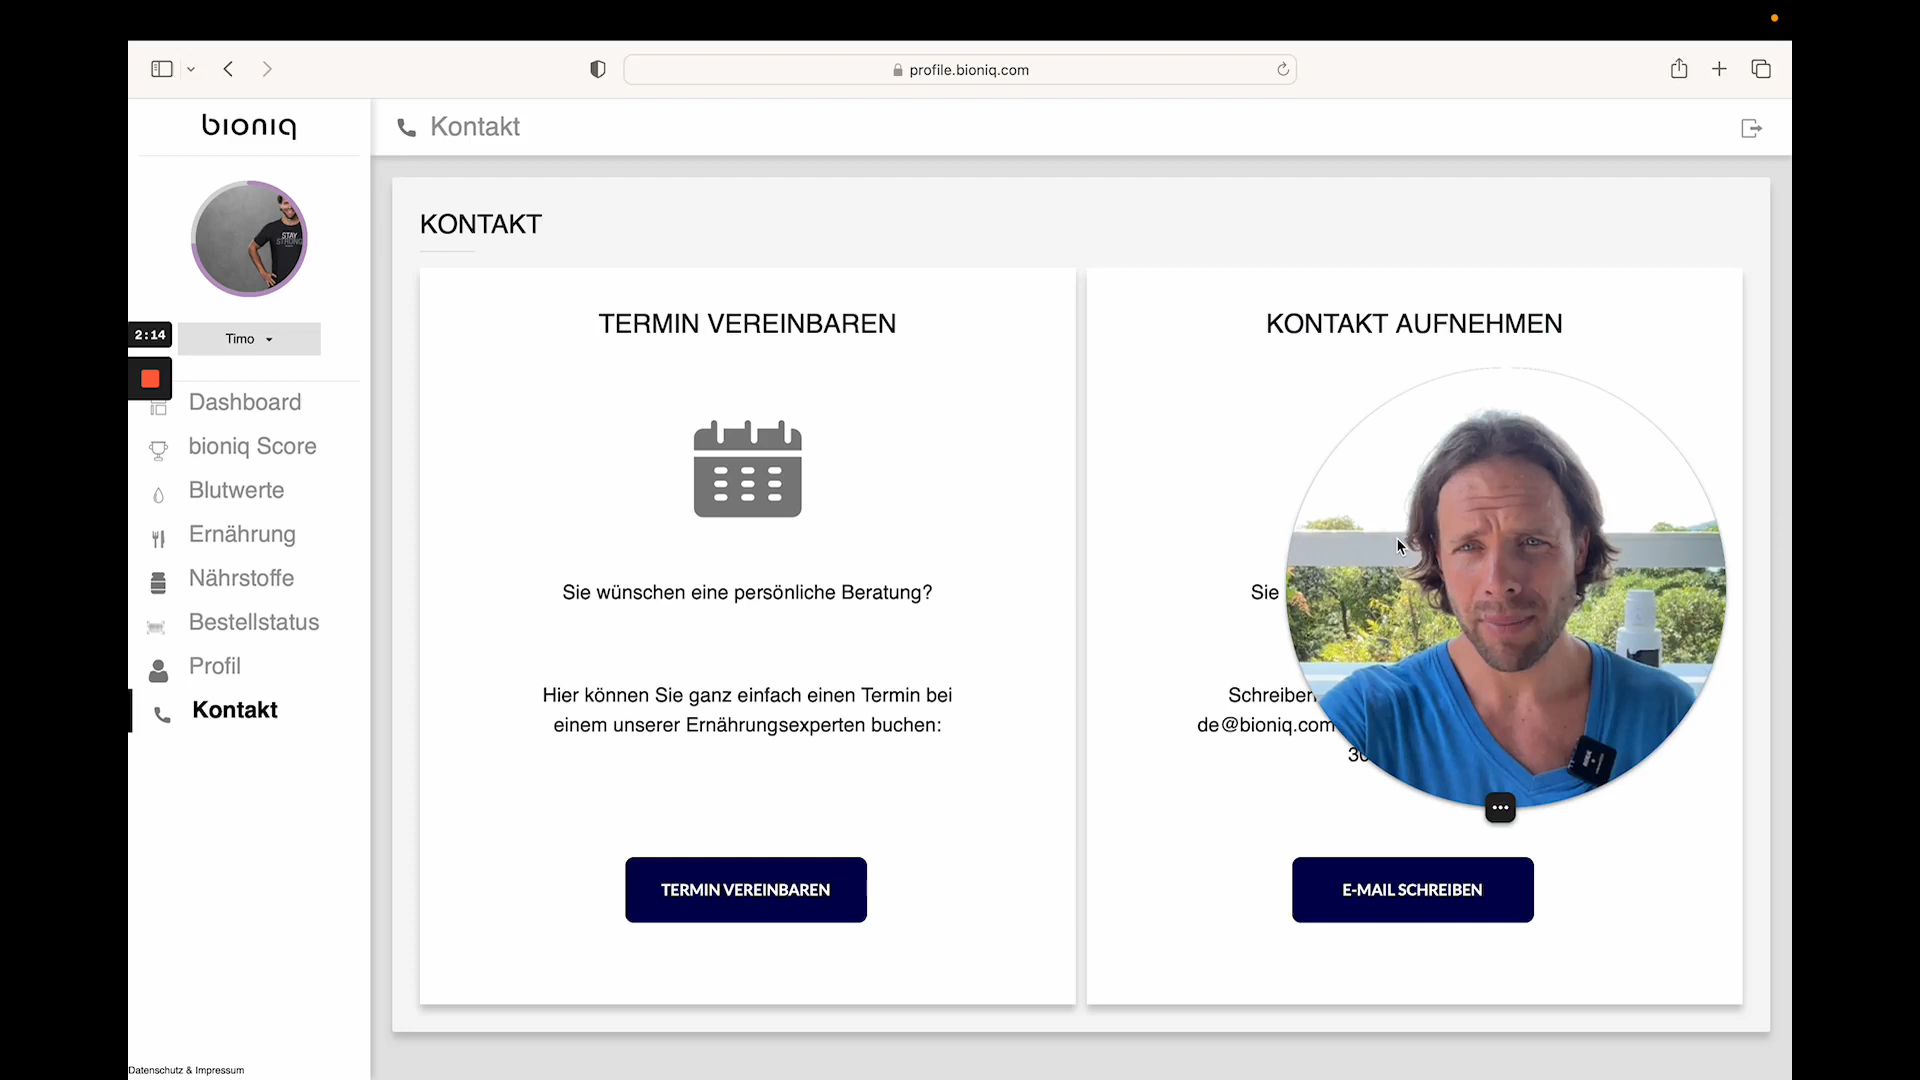 profile.bioniq.com
bioniq
Kontakt
STAY
STRONG
2:14
Timo
Dashboard
bioniq Score
Blutwerte
Ernährung
Nährstoffe
Bestellstatus
Profil
Kontakt
Datenschutz & Impressum
KONTAKT
TERMIN VEREINBAREN
Sie wünschen eine persönliche Beratung?
Hier können Sie ganz einfach einen Termin bei
einem unserer Ernährungsexperten buchen:
TERMIN VEREINBAREN
KONTAKT AUFNEHMEN
Sie
Schreiben
de@bioniq.com
E-MAIL SCHREIBEN